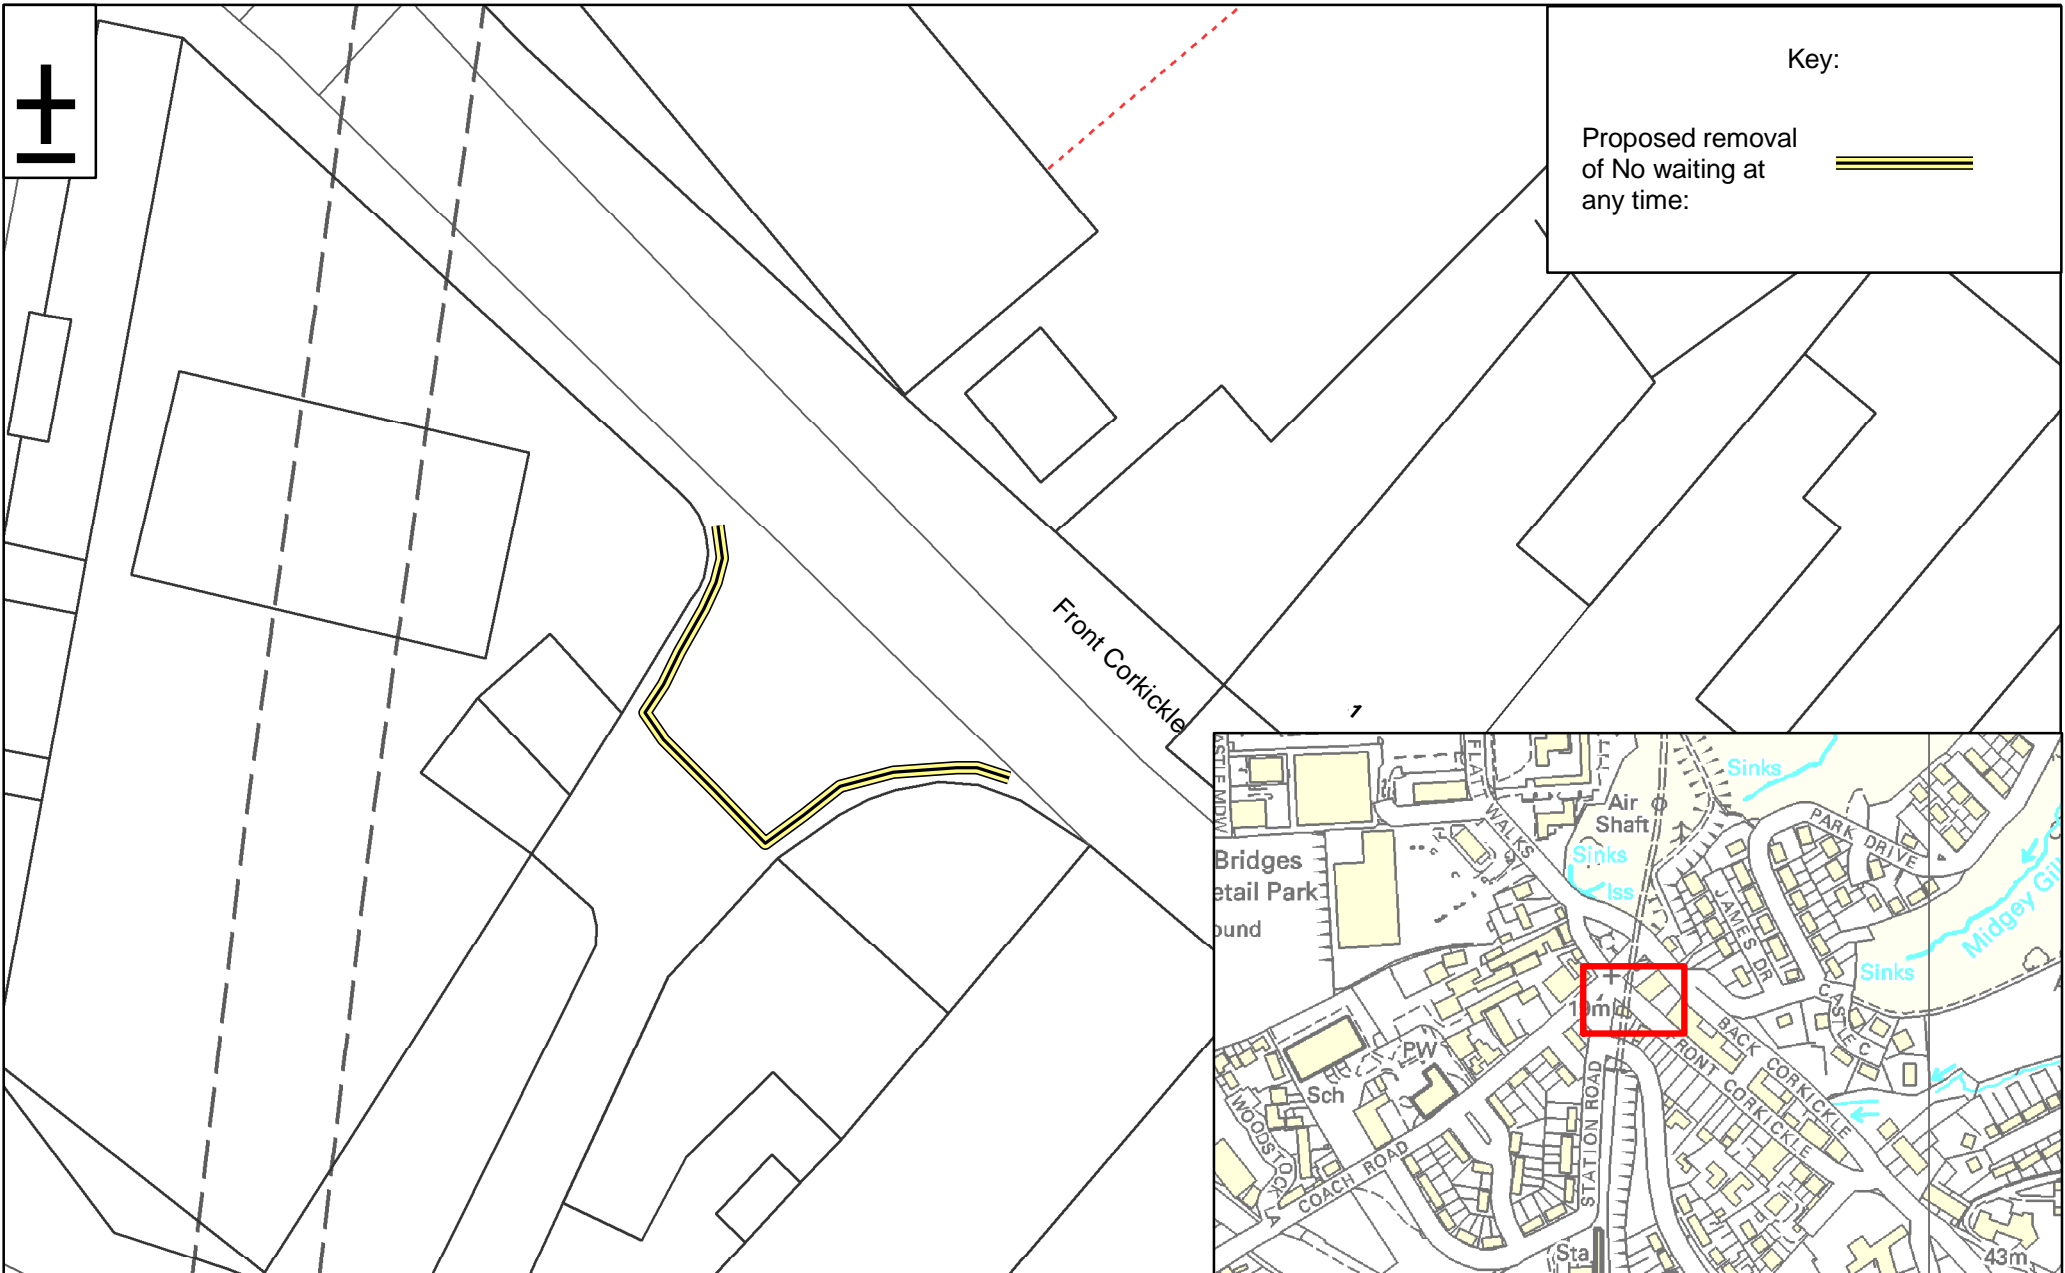 Key:
Proposed removal
of No waiting at
any time:
Front Corkickle
1
FLATT WALKS
Sinks
Air
Shaft
PARK DRIVE
Sinks
Iss
Bridges
etail Park
ound
JAMES DR
Midgey Gill
Sinks
19m
PW
Sch
BACK CORKICKLE
FRONT CORKICKLE
STATION ROAD
COACH ROAD
WOODSTOCK
Sta
43m